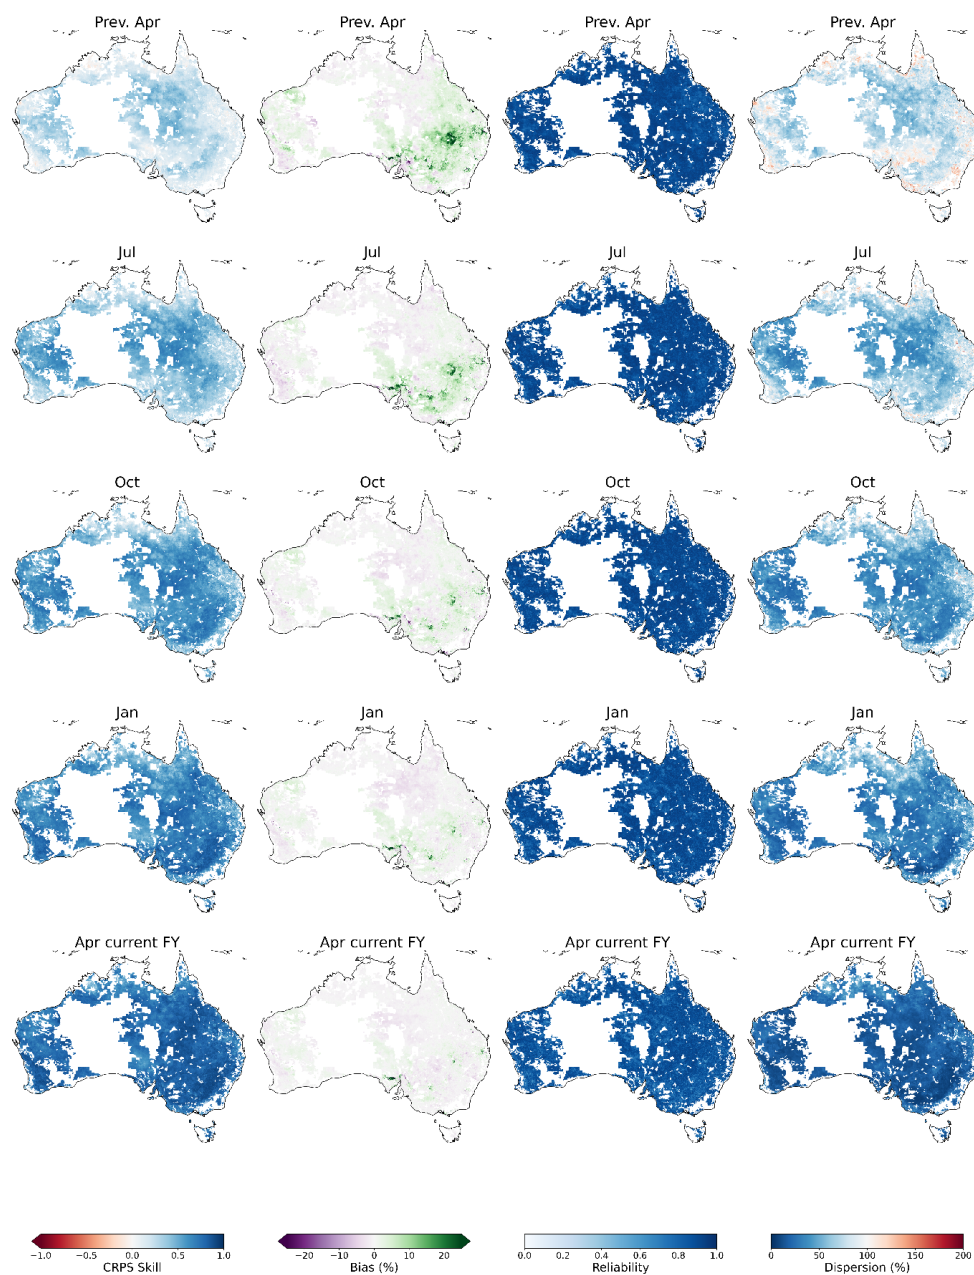 Prev. Apr Prev. Apr Prev. Apr Prev. Apr
Jul Jul Jul Jul
Oct Oct Oct Oct
Jan Jan Jan Jan
Apr current FY Apr current FY Apr current FY Apr current FY
−1.0 −0.5 0.0 0.5 1.0 −20 −10 0 10 20 0.0 0.2 0.4 0.6 0.8 1.0 0 50 100 150 200
CRPS Skill Bias (%) Reliability Dispersion (%)